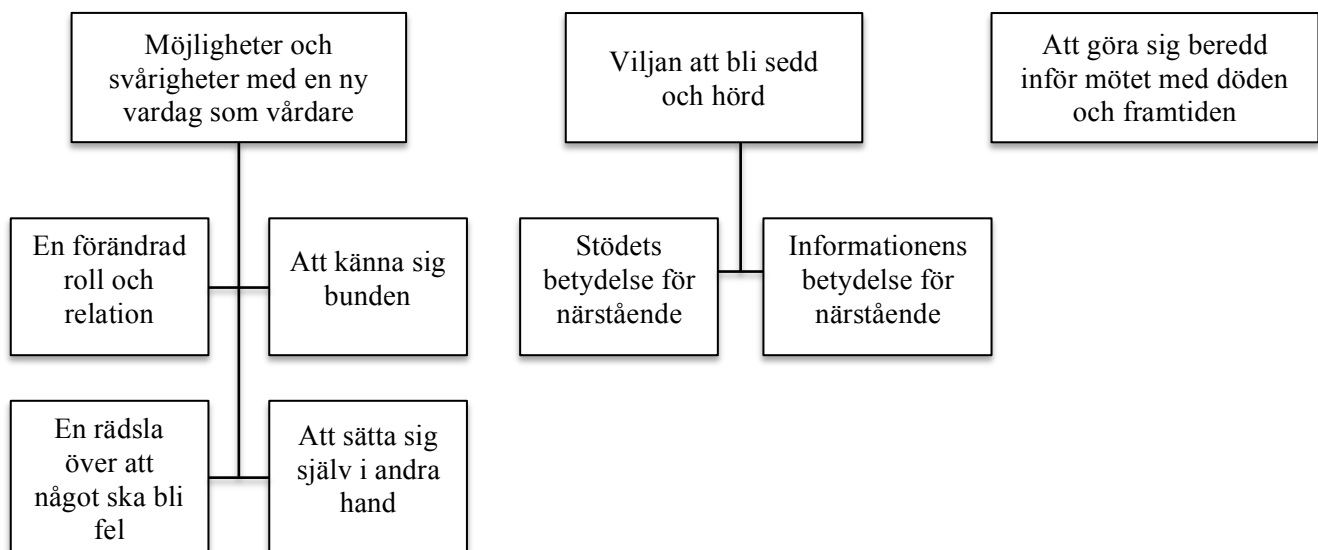 Möjligheter och
svårigheter med en ny
vardag som vårdare
Viljan att bli sedd
och hörd
Att göra sig beredd
inför mötet med döden
och framtiden
En förändrad
roll och
relation
Att känna sig
bunden
Stödets
betydelse för
närstående
Informationens
betydelse för
närstående
En rädsla
över att
något ska bli
fel
Att sätta sig
själv i andra
hand